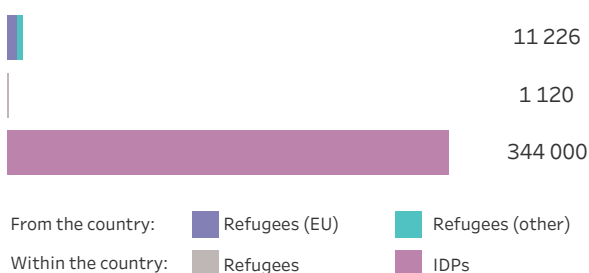 11 226
1 120
344 000
From the country: Refugees (EU) Refugees (other)
Within the country: Refugees IDPs